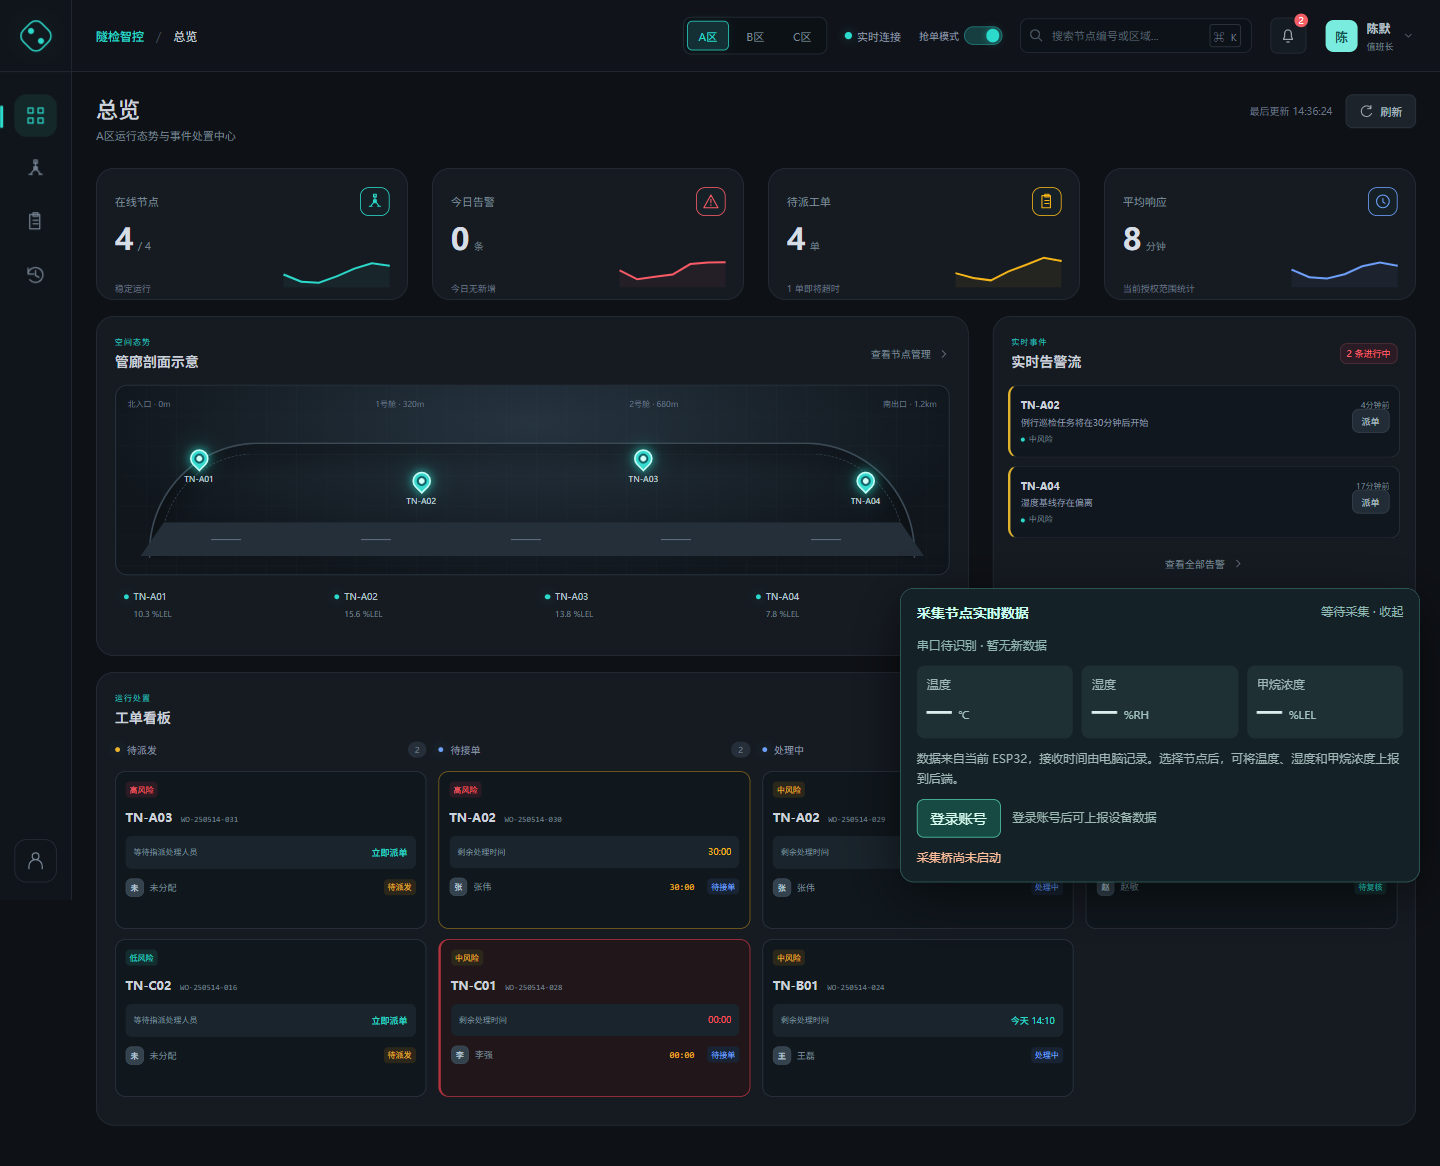 隧检智控 / 总览
A区 B区 C区
实时连接
抢单模式
搜索节点编号或区域...
⌘ K
2
陈
陈默
值班长
总览
A区运行态势与事件处置中心
最后更新 14:36:24
刷新
在线节点
4 / 4
稳定运行
今日告警
0 条
今日无新增
待派工单
4 单
1 单即将超时
平均响应
8 分钟
当前授权范围统计
空间态势
管廊剖面示意
查看节点管理
北入口 · 0m
1号舱 · 320m
2号舱 · 680m
南出口 · 1.2km
TN-A01
TN-A02
TN-A03
TN-A04
TN-A01
10.3 %LEL
TN-A02
15.6 %LEL
TN-A03
13.8 %LEL
TN-A04
7.8 %LEL
实时事件
实时告警流
2 条进行中
TN-A02
4分钟前
例行巡检任务将在30分钟后开始
派单
中风险
TN-A04
17分钟前
湿度基线存在偏离
派单
中风险
查看全部告警
采集节点实时数据
等待采集 · 收起
串口待识别 · 暂无新数据
温度
— ℃
湿度
— %RH
甲烷浓度
— %LEL
数据来自当前 ESP32，接收时间由电脑记录。选择节点后，可将温度、湿度和甲烷浓度上报
到后端。
登录账号
登录账号后可上报设备数据
采集桥尚未启动
运行处置
工单看板
待派发
2
高风险
TN-A03 WO-250514-031
等待指派处理人员
立即派单
未 未分配
待派发
低风险
TN-C02 WO-250514-016
等待指派处理人员
立即派单
未 未分配
待派发
待接单
2
高风险
TN-A02 WO-250514-030
剩余处理时间
30:00
张 张伟
30:00
待接单
中风险
TN-C01 WO-250514-028
剩余处理时间
00:00
李 李强
00:00
待接单
处理中
中风险
TN-A02 WO-250514-029
剩余处理时间
张 张伟
处理中
中风险
TN-B01 WO-250514-024
剩余处理时间
今天 14:10
王 王磊
处理中
赵 赵敏
待复核